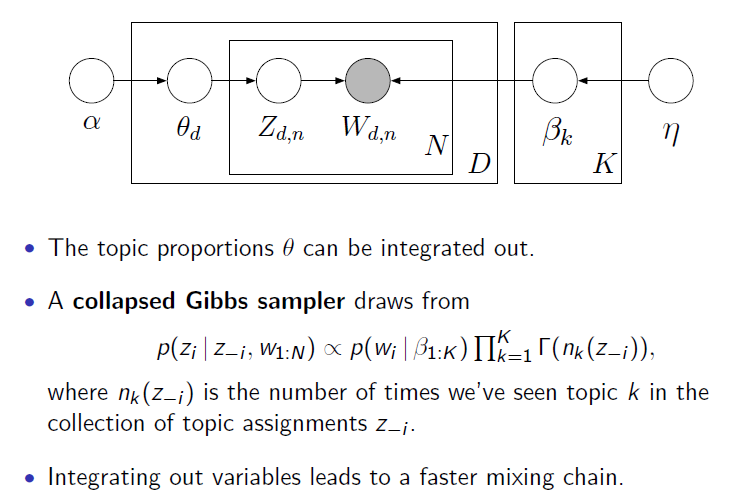 α θ_d Z_{d,n} W_{d,n} N D β_k K η
• The topic proportions θ can be integrated out.
• A collapsed Gibbs sampler draws from
p(z_i | z_{−i}, w_{1:N}) ∝ p(w_i | β_{1:K}) ∏_{k=1}^{K} Γ(n_k(z_{−i})),
where n_k(z_{−i}) is the number of times we've seen topic k in the
collection of topic assignments z_{−i}.
• Integrating out variables leads to a faster mixing chain.